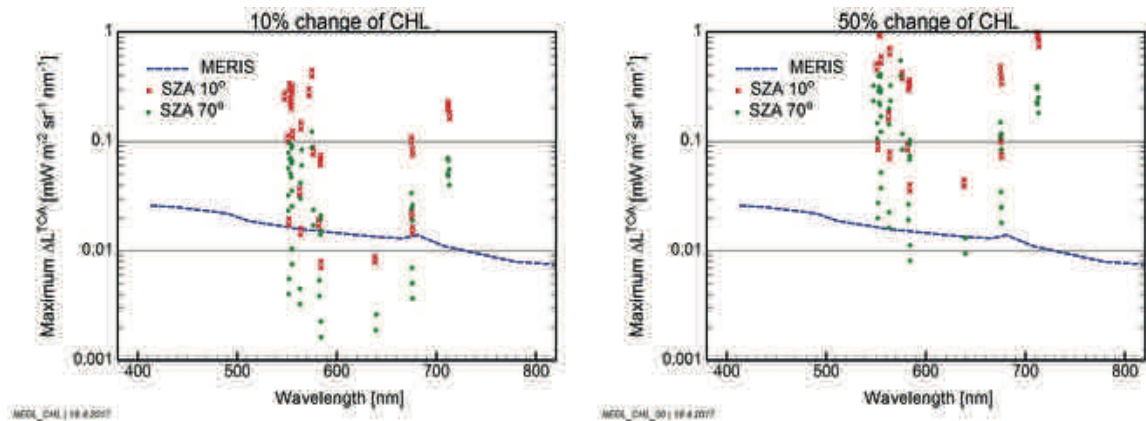 10% change of CHL
Maximum ΔL^TOA [mW m^-2 sr^-1 nm^-1]
1
0.1
0.01
0.001
MERIS
SZA 10°
SZA 70°
400 500 600 700 800
Wavelength [nm]
50% change of CHL
Maximum ΔL^TOA [mW m^-2 sr^-1 nm^-1]
1
0.1
0.01
0.001
MERIS
SZA 10°
SZA 70°
400 500 600 700 800
Wavelength [nm]